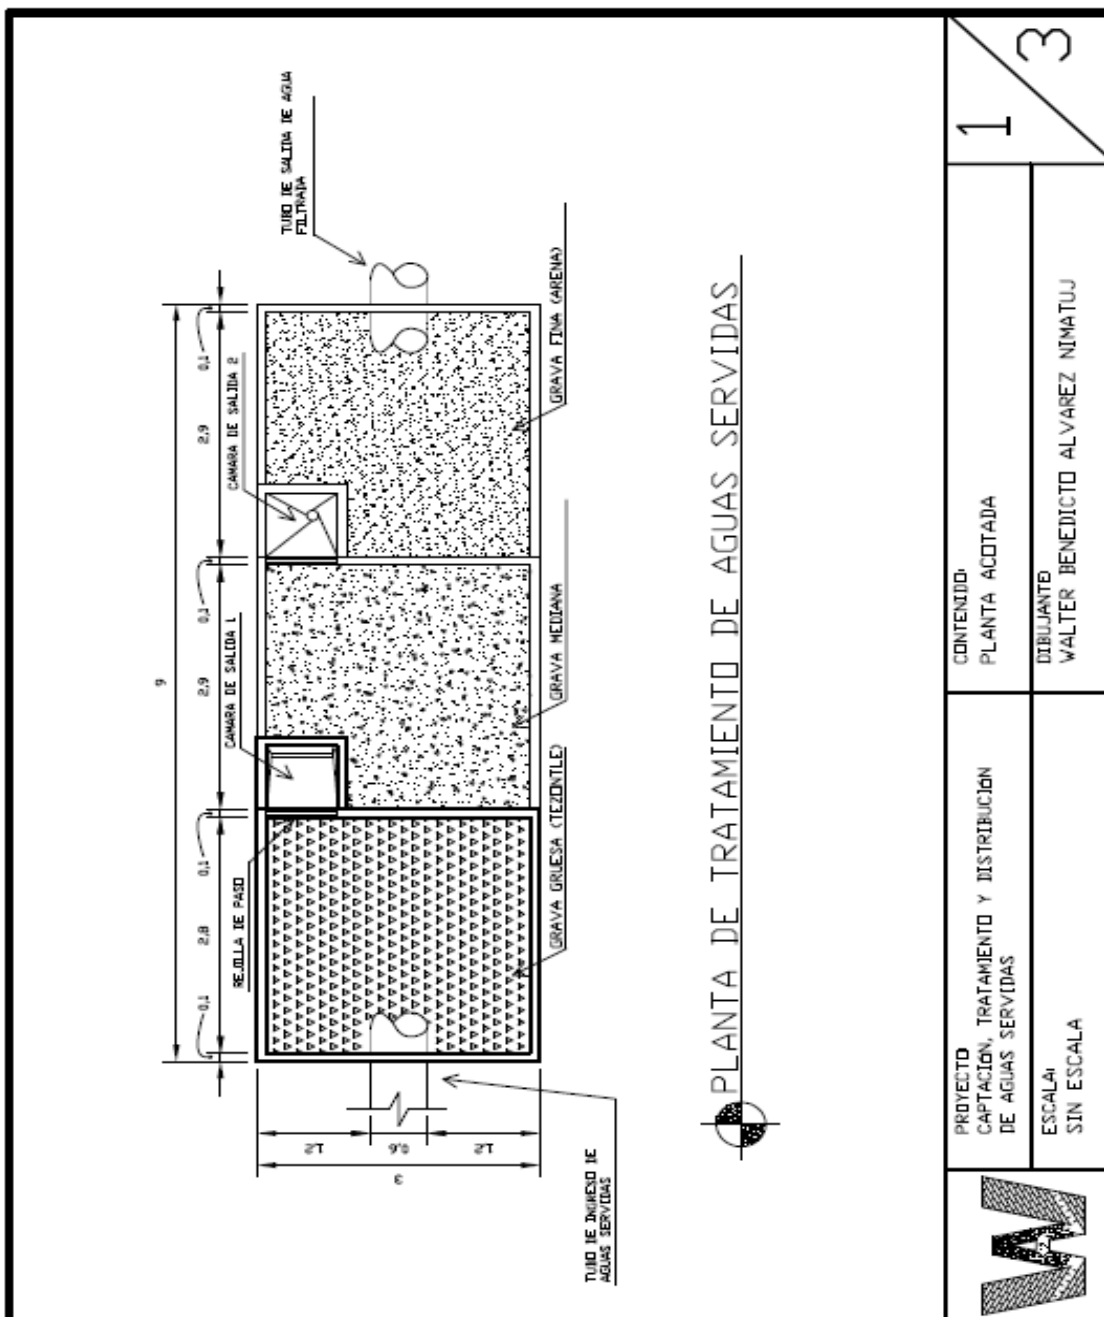 9
0,1 2,8 0,1 2,9 0,1 2,9 0,1
REJILLA DE PASO
CAMARA DE SALIDA 1
CAMARA DE SALIDA 2
TUBO DE SALIDA DE AGUA
FILTRADA
3
1,2
0,6
1,2
GRAVA GRUESA (TEZONTLE)
GRAVA MEDIANA
GRAVA FINA (ARENA)
TUBO DE INGRESO DE
AGUAS SERVIDAS
PLANTA DE TRATAMIENTO DE AGUAS SERVIDAS
PROYECTO
CAPTACIÓN, TRATAMIENTO Y DISTRIBUCIÓN
DE AGUAS SERVIDAS
ESCALA:
SIN ESCALA
CONTENIDO:
PLANTA ACOTADA
DIBUJANTE:
WALTER BENEDICTO ALVAREZ NIMATUJ
1
3